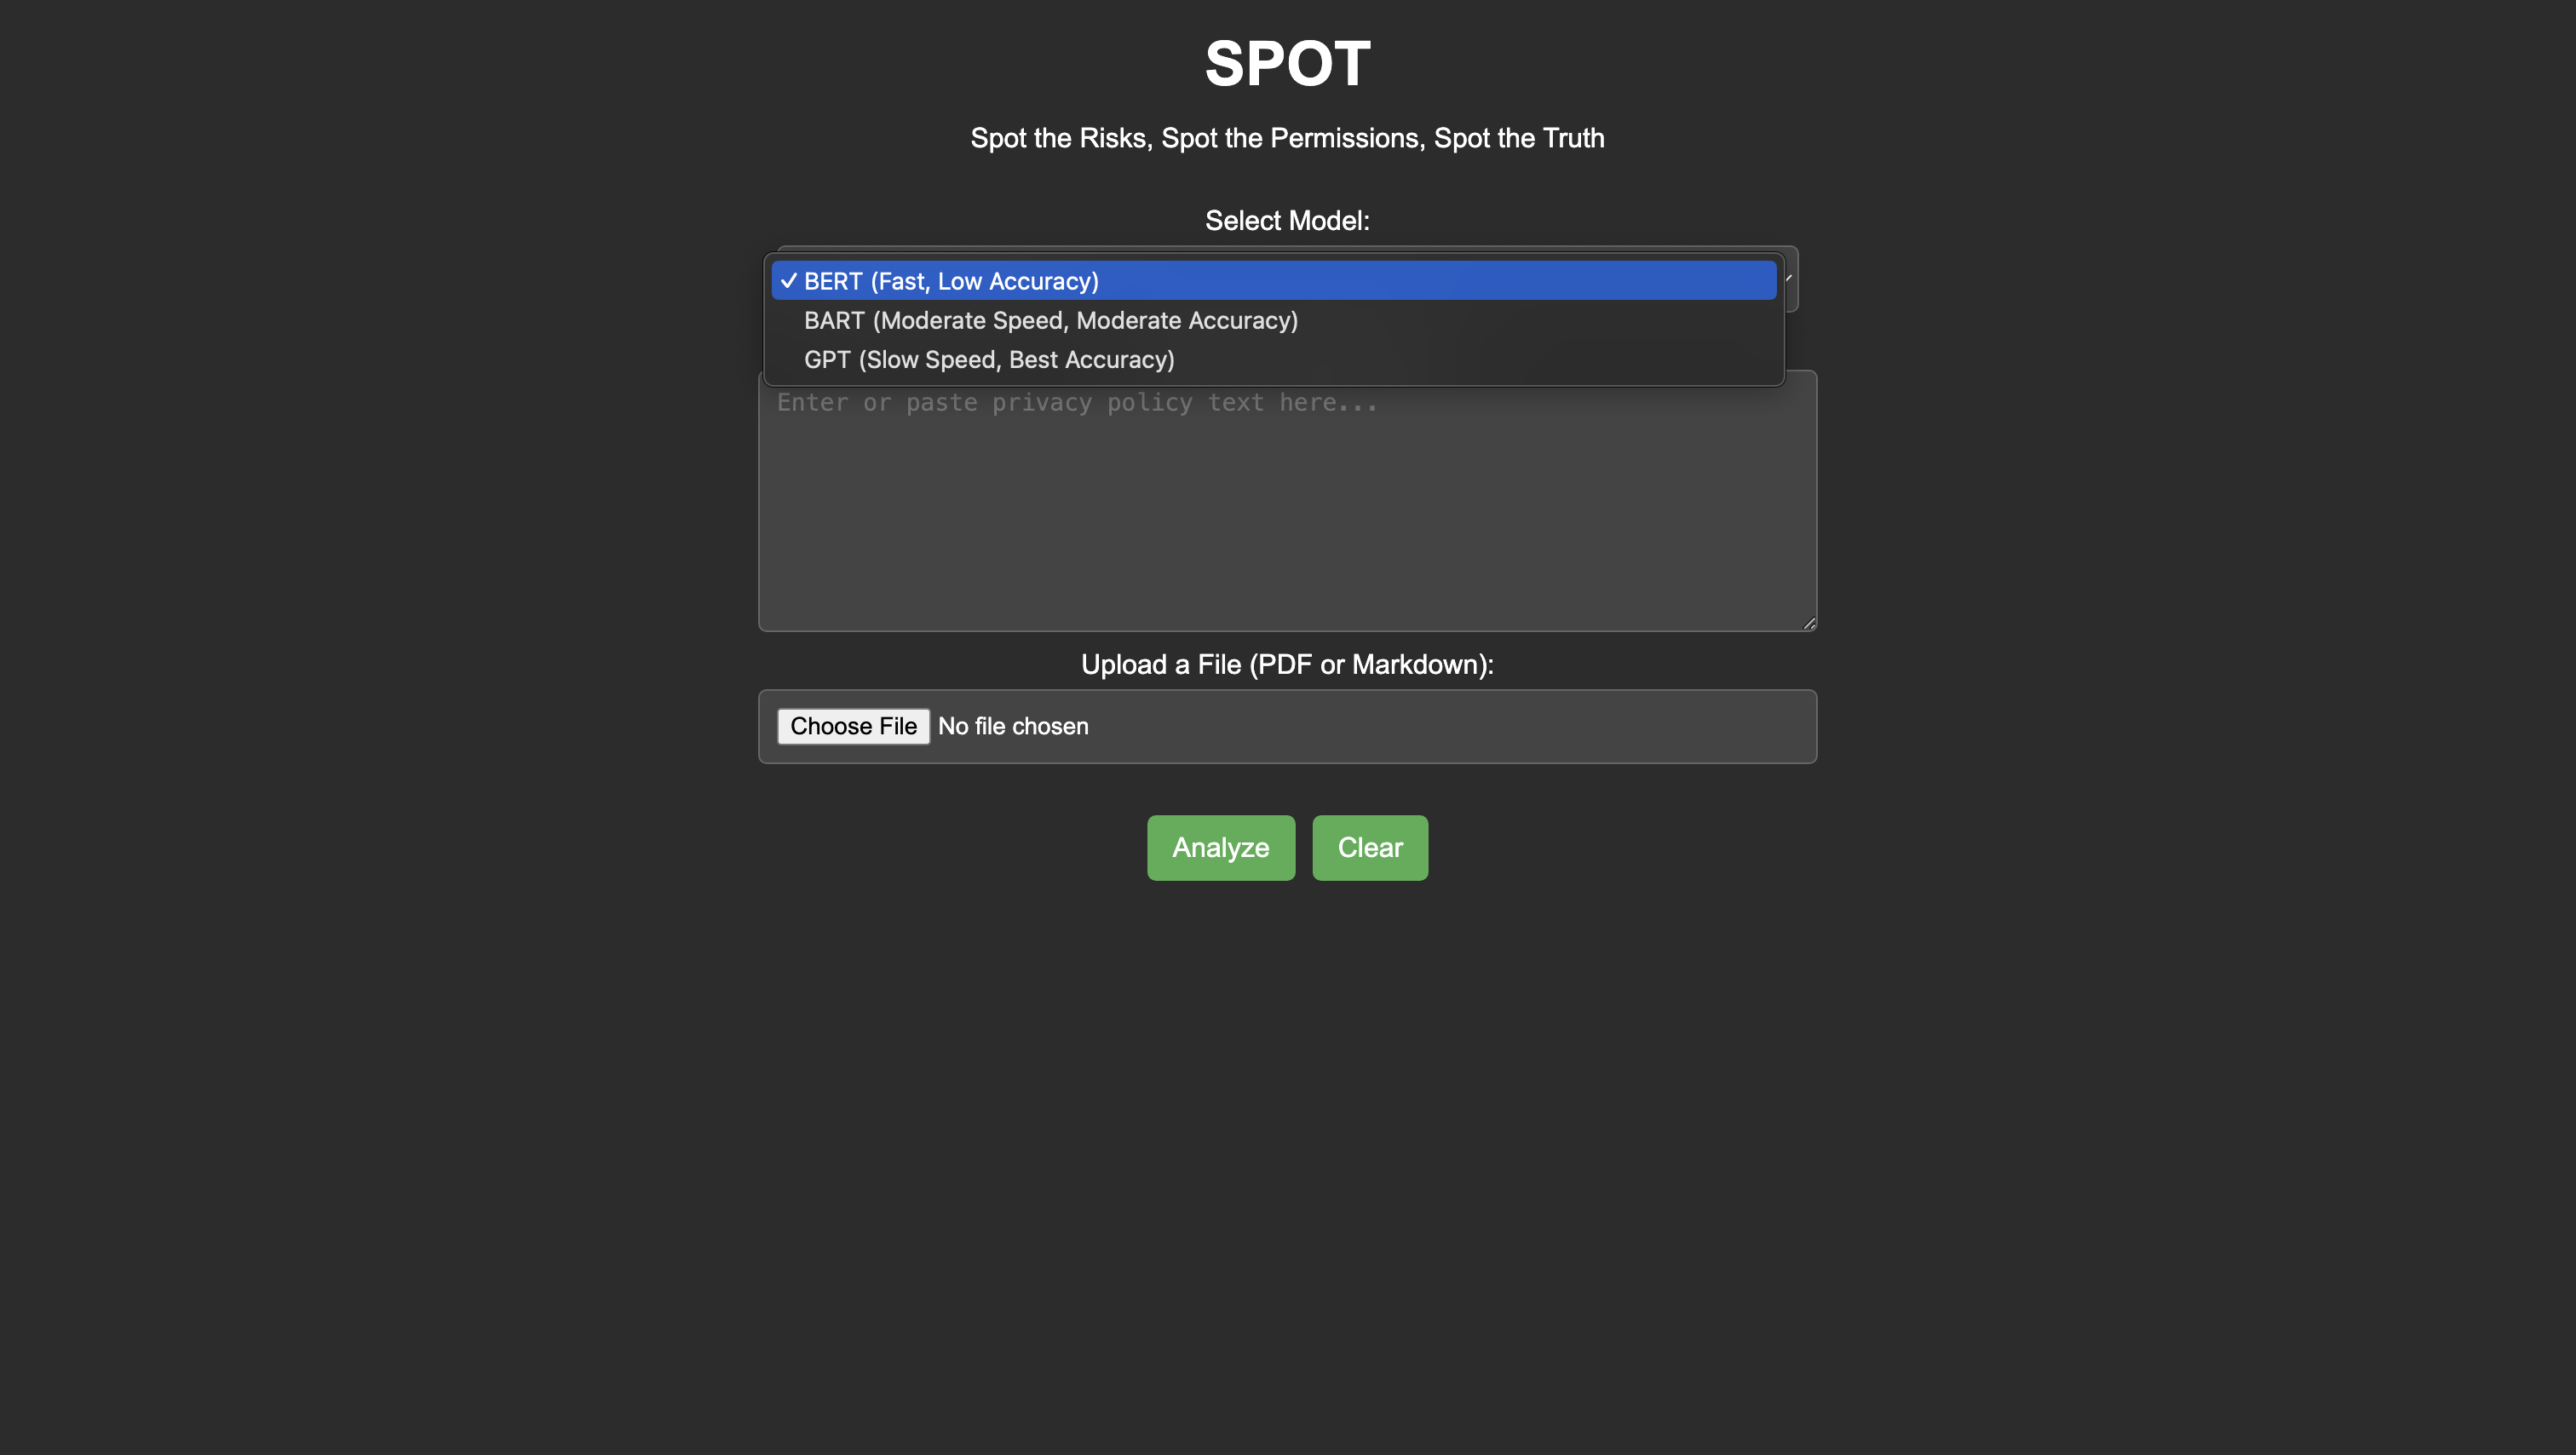 SPOT
Spot the Risks, Spot the Permissions, Spot the Truth
Select Model:
✓ BERT (Fast, Low Accuracy)
BART (Moderate Speed, Moderate Accuracy)
GPT (Slow Speed, Best Accuracy)
Enter or paste privacy policy text here...
Upload a File (PDF or Markdown):
Choose File No file chosen
Analyze Clear